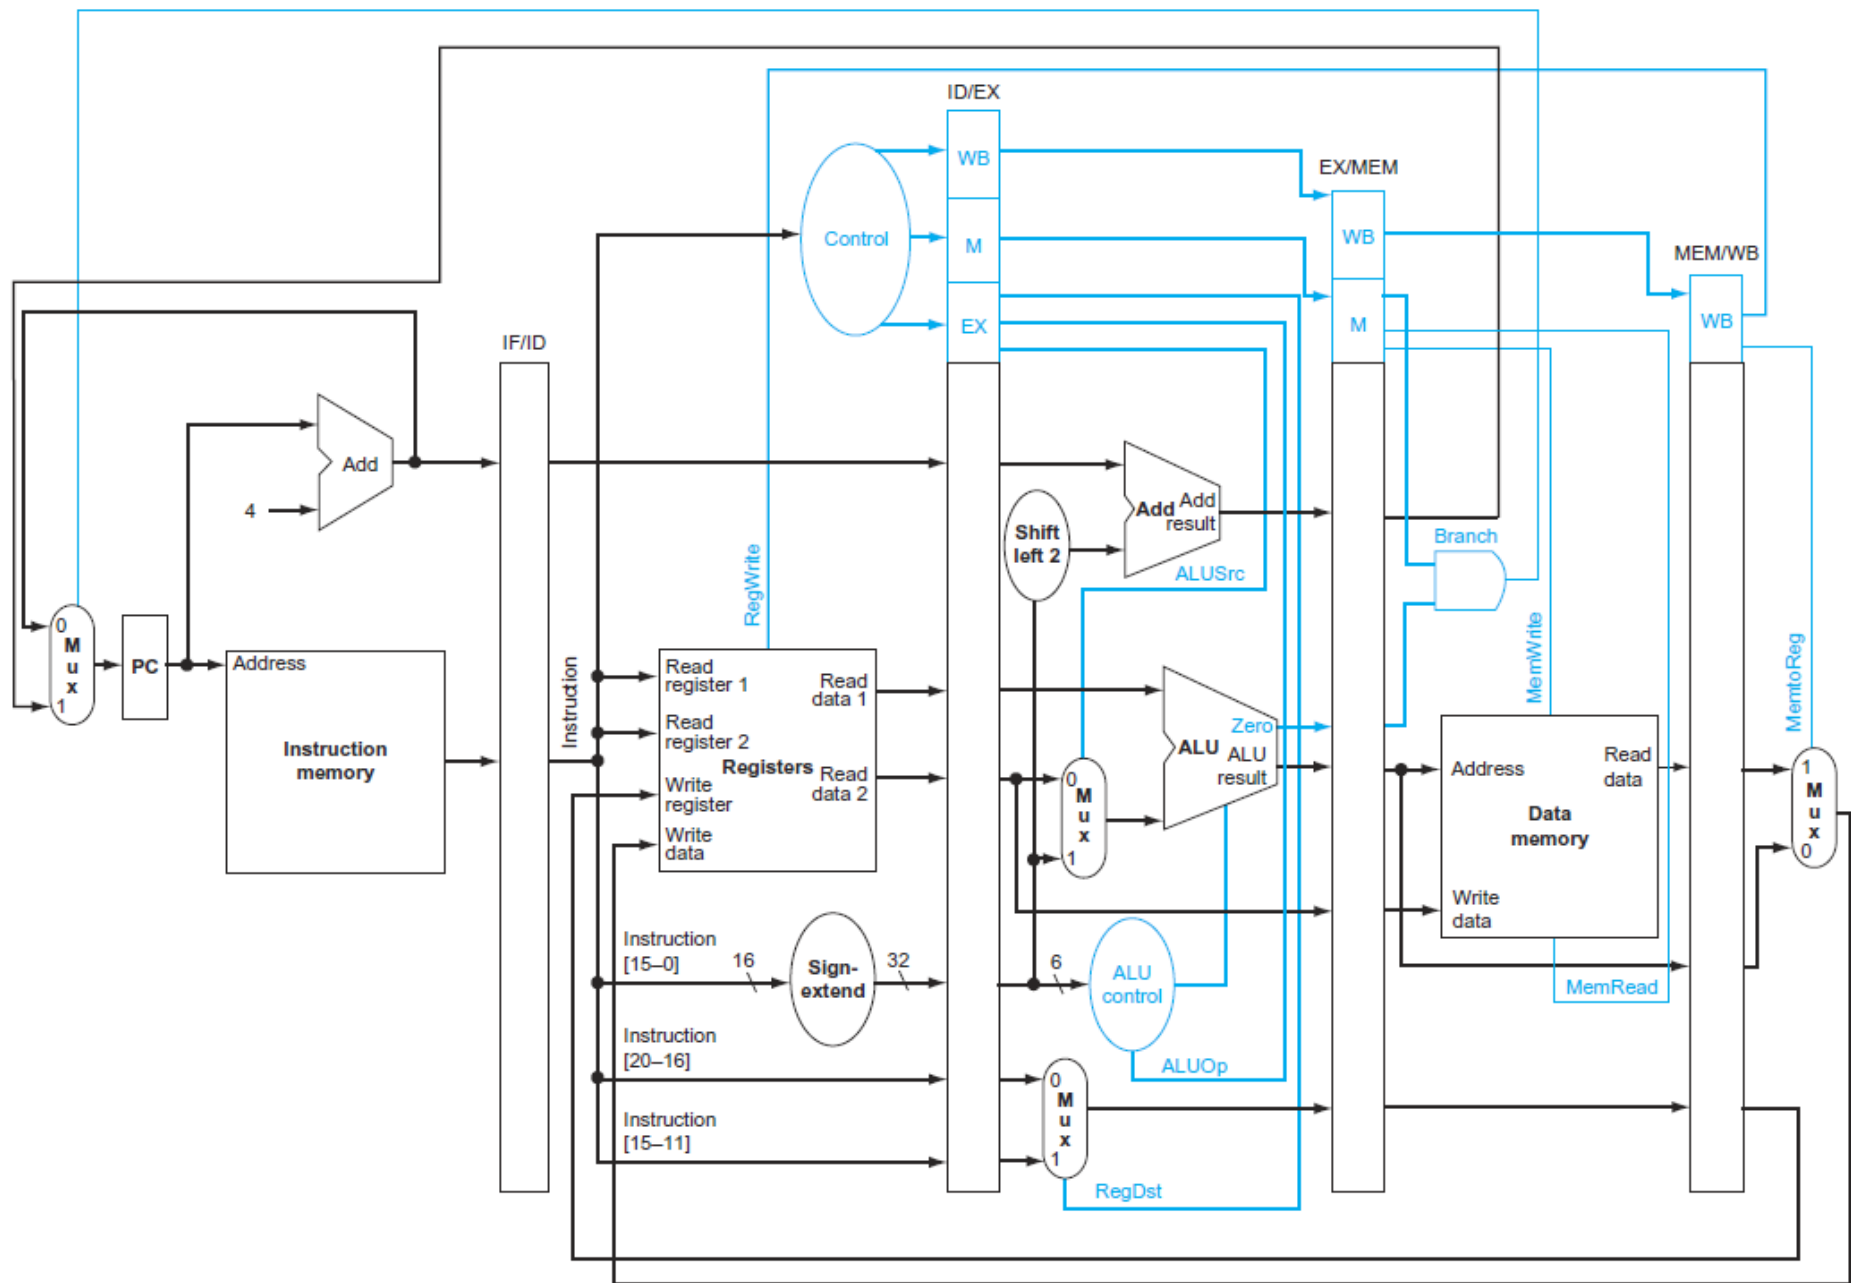 ID/EX
WB
EX/MEM
Control
M
WB
MEM/WB
EX
M
WB
IF/ID
Add
4
Add Add
result
Shift
left 2
Branch
ALUSrc
RegWrite
MemWrite
MemtoReg
0
M
u
x
1
PC
Address
Instruction
memory
Instruction
Read
register 1
Read
register 2
Write
register
Write
data
Registers
Read
data 1
Read
data 2
0
M
u
x
1
Zero
ALU
ALU
result
Address
Read
data
Data
memory
Write
data
1
M
u
x
0
Instruction
[15–0]
16
Sign-
extend
32
6
ALU
control
MemRead
Instruction
[20–16]
ALUOp
0
M
u
x
1
Instruction
[15–11]
RegDst